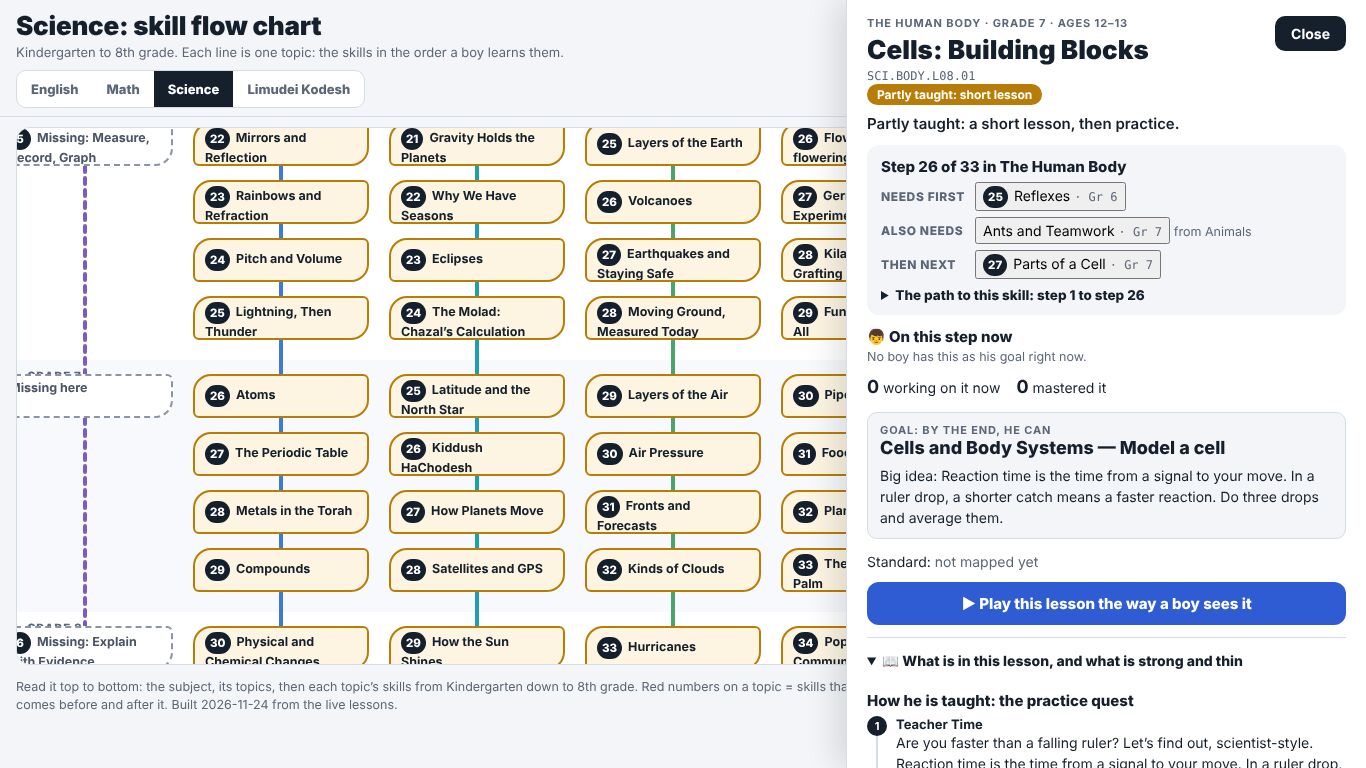 Science: skill flow chart
Kindergarten to 8th grade. Each line is one topic: the skills in the order a boy learns them.
English
Math
Science
Limudei Kodesh
Missing: Measure,
ecord, Graph
22 Mirrors and
Reflection
21 Gravity Holds the
Planets
25 Layers of the Earth
26
flowering
23 Rainbows and
Refraction
22 Why We Have
Seasons
26 Volcanoes
27
Experime
24 Pitch and Volume
23 Eclipses
27 Earthquakes and
Staying Safe
28
Grafting
25 Lightning, Then
Thunder
24 The Molad:
Chazal's Calculation
28 Moving Ground,
Measured Today
29
All
Missing here
26 Atoms
25 Latitude and the
North Star
29 Layers of the Air
30
27 The Periodic Table
26 Kiddush
HaChodesh
30 Air Pressure
31
28 Metals in the Torah
27 How Planets Move
31 Fronts and
Forecasts
32
29 Compounds
28 Satellites and GPS
32 Kinds of Clouds
33 The
Palm
6 Missing: Explain
ith Evidence
30 Physical and
Chemical Changes
29 How the Sun
Shines
33 Hurricanes
34 Pop
Commun
Read it top to bottom: the subject, its topics, then each topic's skills from Kindergarten down to 8th grade. Red numbers on a topic = skills tha
comes before and after it. Built 2026-11-24 from the live lessons.
THE HUMAN BODY · GRADE 7 · AGES 12–13
Close
Cells: Building Blocks
SCI.BODY.L08.01
Partly taught: short lesson
Partly taught: a short lesson, then practice.
Step 26 of 33 in The Human Body
NEEDS FIRST 25 Reflexes · Gr 6
ALSO NEEDS Ants and Teamwork · Gr 7 from Animals
THEN NEXT 27 Parts of a Cell · Gr 7
▶ The path to this skill: step 1 to step 26
👦 On this step now
No boy has this as his goal right now.
0 working on it now 0 mastered it
GOAL: BY THE END, HE CAN
Cells and Body Systems — Model a cell
Big idea: Reaction time is the time from a signal to your move. In a
ruler drop, a shorter catch means a faster reaction. Do three drops
and average them.
Standard: not mapped yet
▶ Play this lesson the way a boy sees it
▼ 📖 What is in this lesson, and what is strong and thin
How he is taught: the practice quest
1 Teacher Time
Are you faster than a falling ruler? Let's find out, scientist-style.
Reaction time is the time from a signal to your move. In a ruler drop,